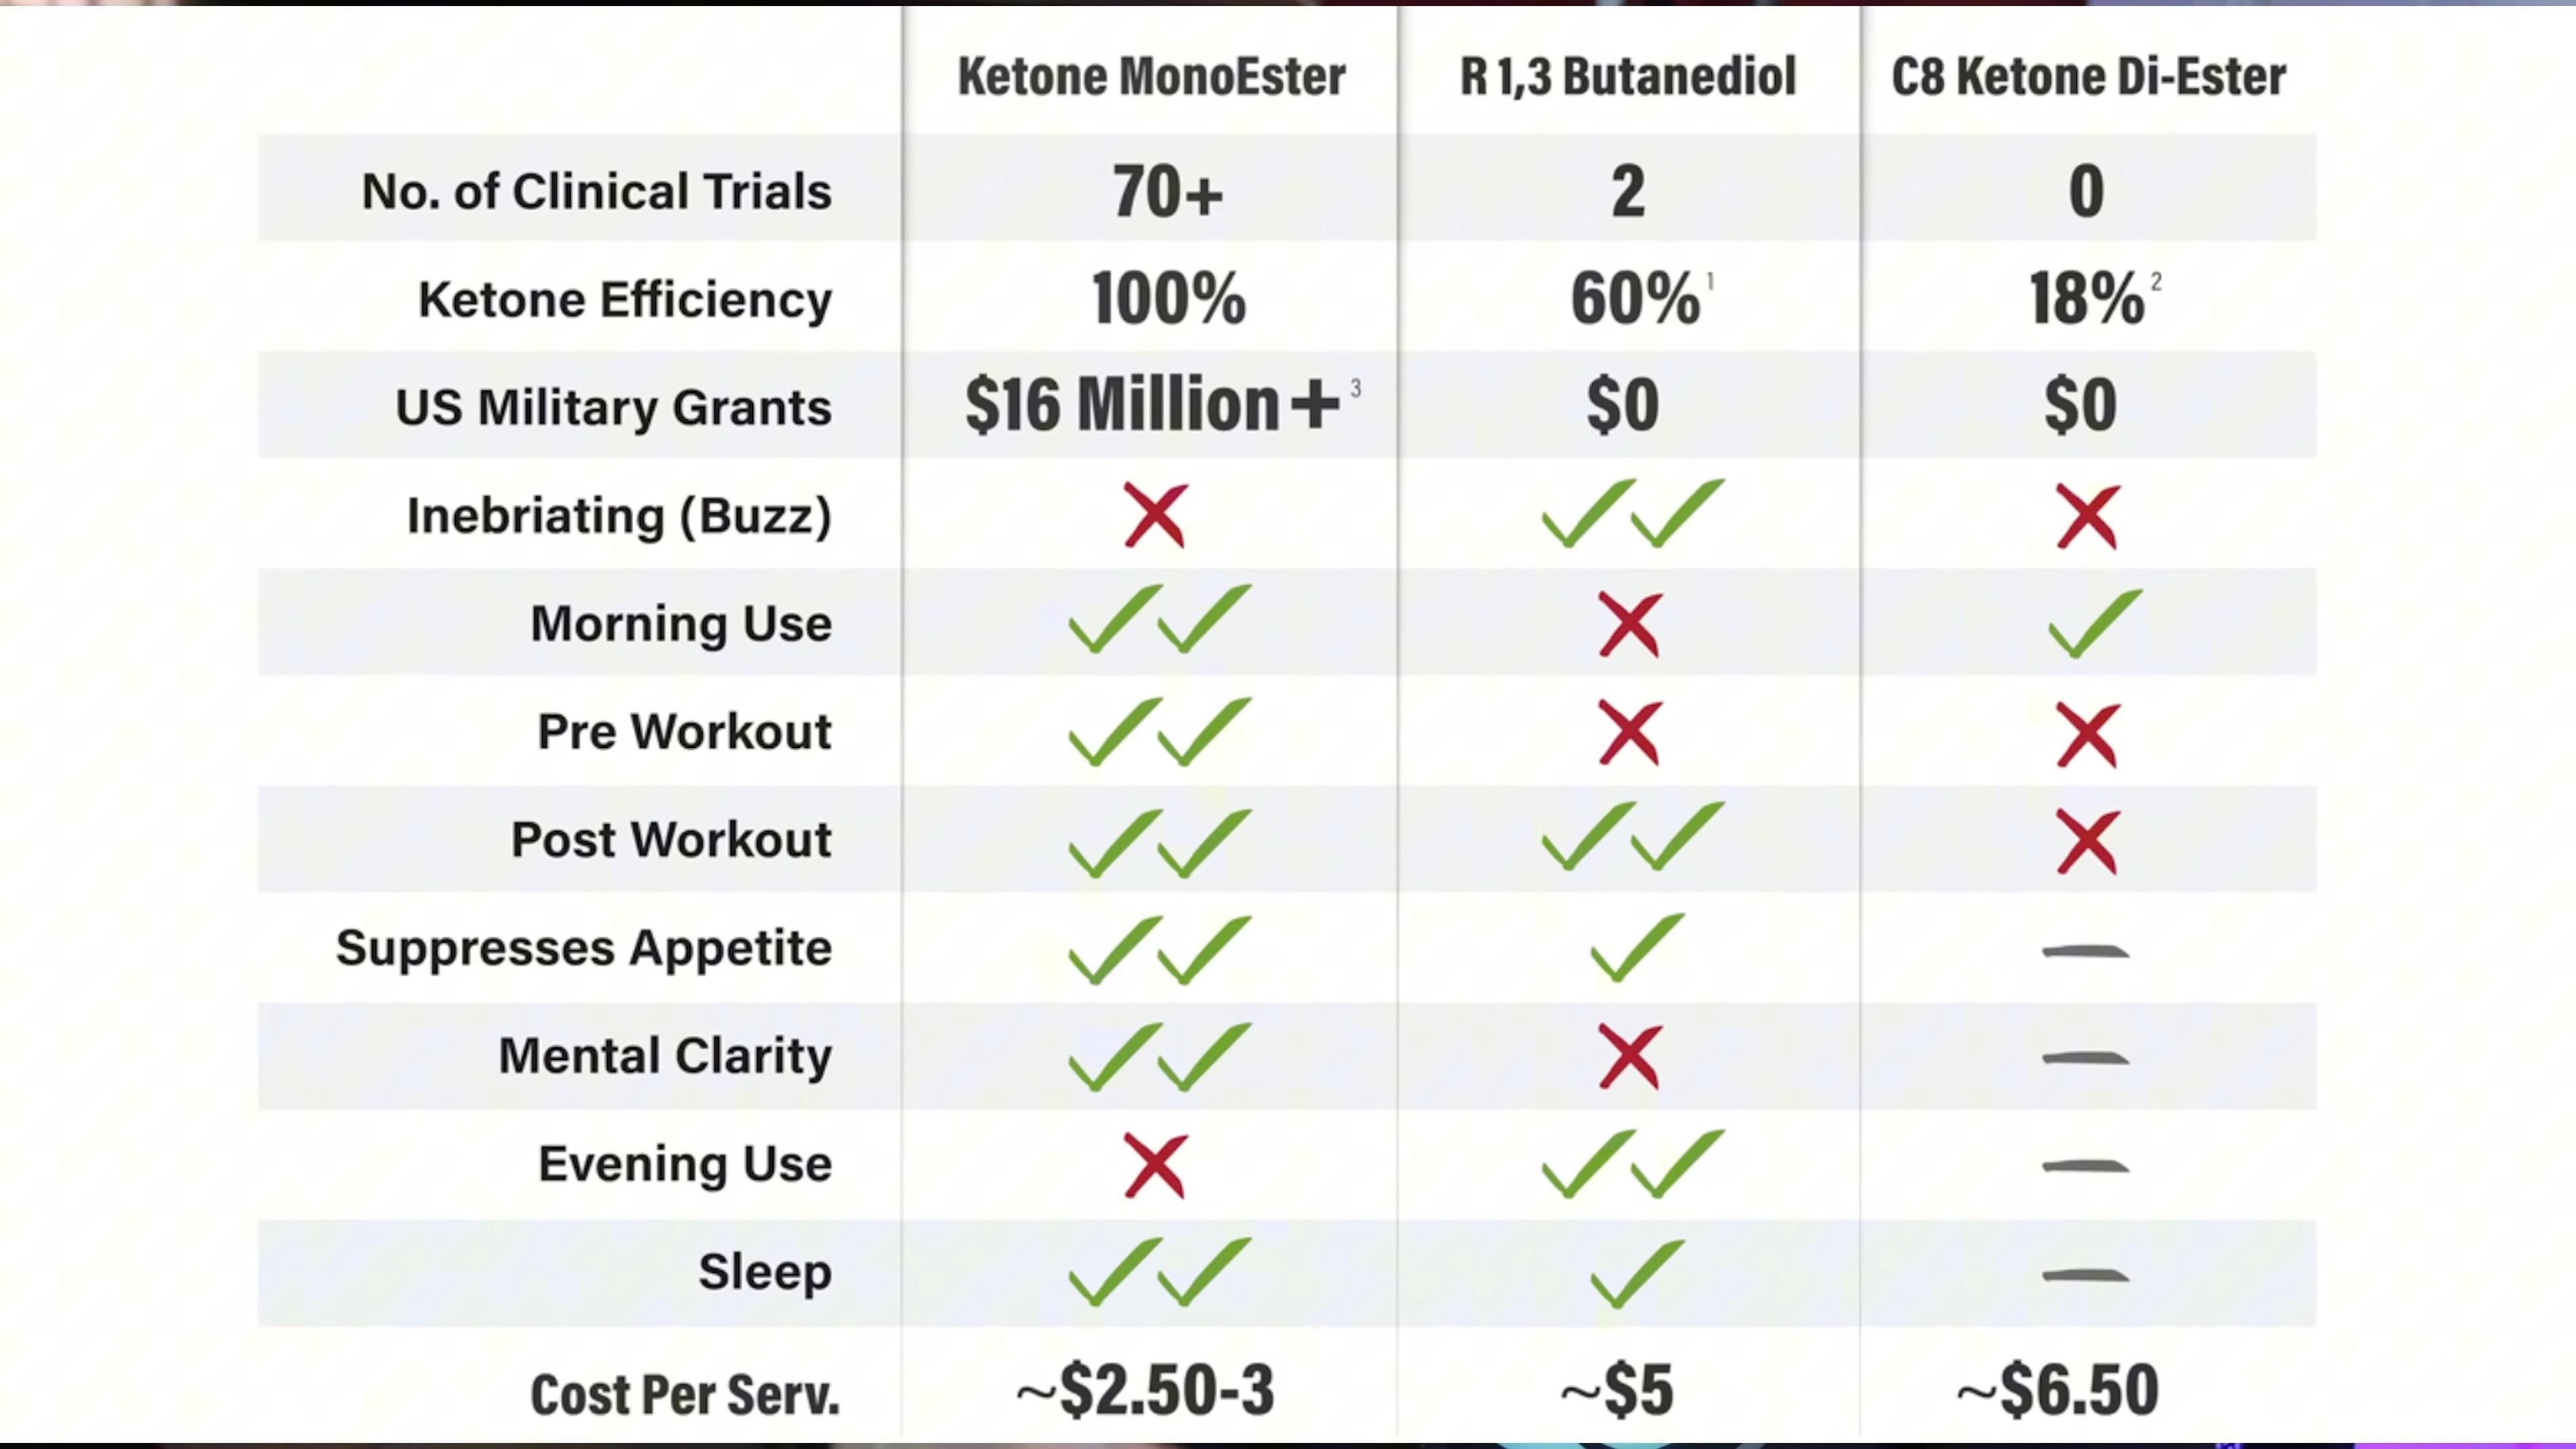 Ketone MonoEster R 1,3 Butanediol C8 Ketone Di-Ester
No. of Clinical Trials 70+ 2 0
Ketone Efficiency 100% 60%¹ 18%²
US Military Grants $16 Million+³ $0 $0
Inebriating (Buzz)
Morning Use
Pre Workout
Post Workout
Suppresses Appetite
Mental Clarity
Evening Use
Sleep
Cost Per Serv. ~$2.50-3 ~$5 ~$6.50